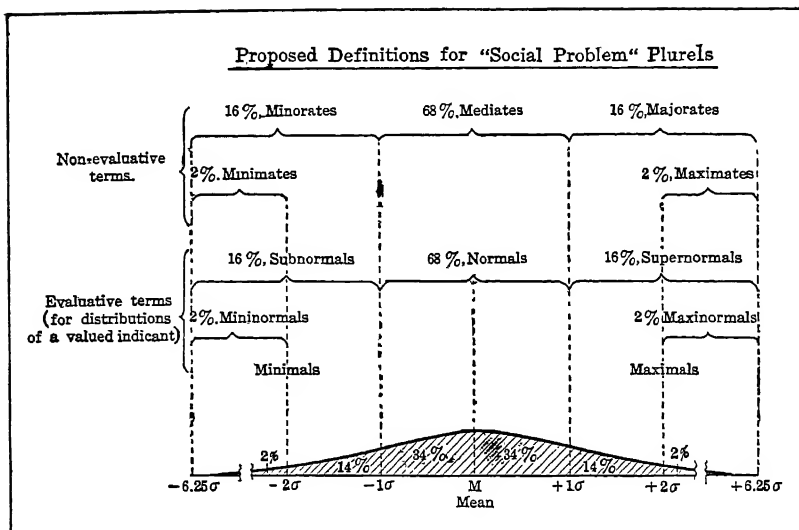 Proposed Definitions for "Social Problem" Plurels
16%, Minorates 68%, Mediates 16%, Majorates
Non-evaluative
terms.
2%. Minimates 2%, Maximates
16%, Subnormals 68%, Normals 16%, Supernormals
Evaluative terms
(for distributions
of a valued indicant)
2%. Mininormals 2% Maxinormals
Minimals Maximals
2% 14% 34% 34% 14% 2%
-6.25σ -2σ -1σ M +1σ +2σ +6.25σ
Mean